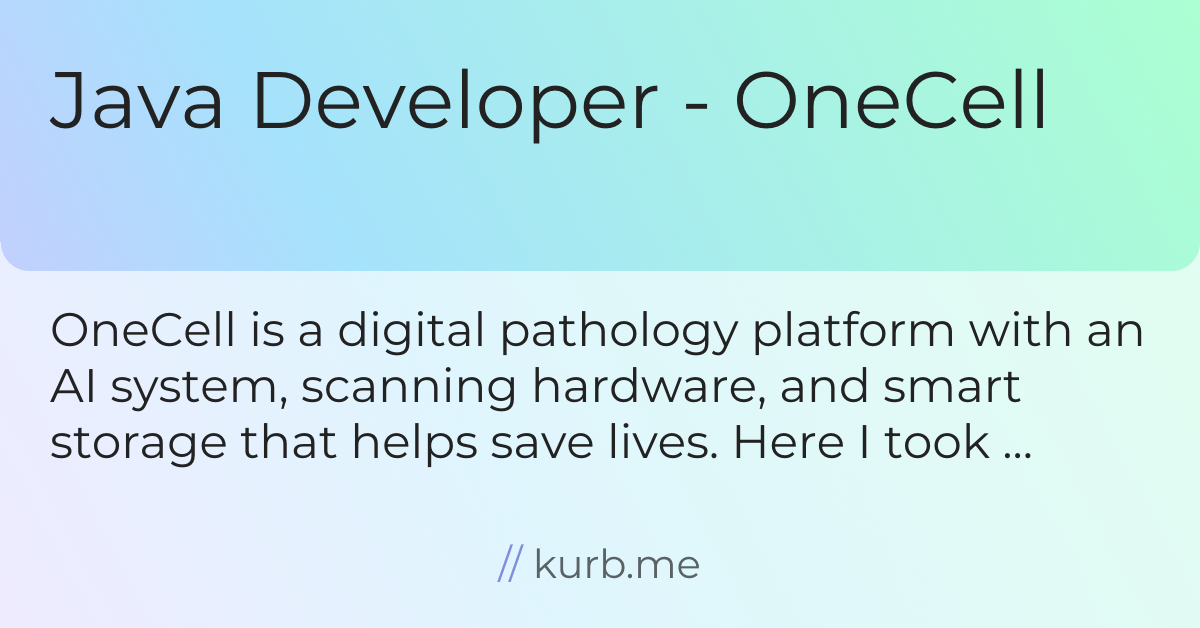 Java Developer - OneCell
OneCell is a digital pathology platform with an
AI system, scanning hardware, and smart
storage that helps save lives. Here I took ...
// kurb.me